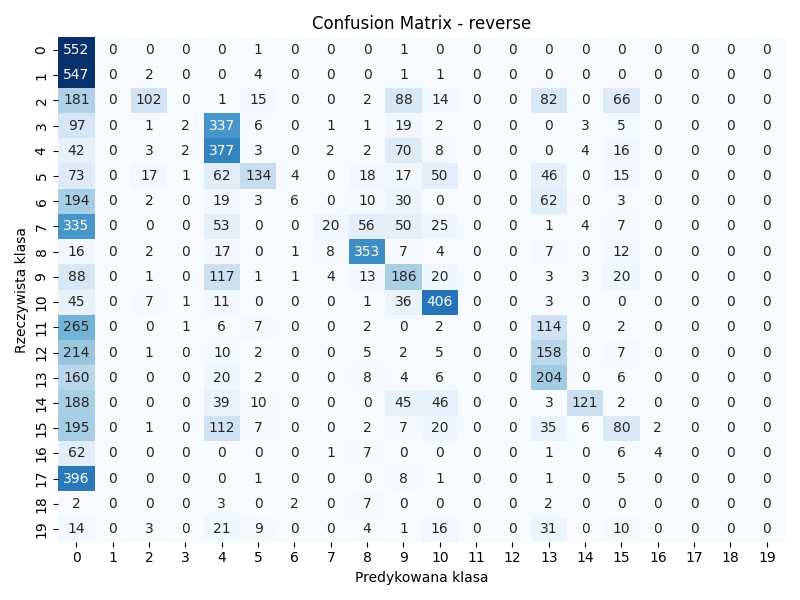 Confusion Matrix - reverse
Rzeczywista klasa
0 552 0 0 0 0 1 0 0 0 1 0 0 0 0 0 0 0 0 0 0
1 547 0 2 0 1 4 0 0 0 1 1 0 0 0 0 0 0 0 0 0
2 181 0 102 0 1 15 0 0 2 88 14 0 0 82 0 66 0 0 0 0
3 97 0 1 2 337 6 0 1 1 19 2 0 0 0 3 5 0 0 0 0
4 42 0 3 2 377 3 0 2 2 70 8 0 0 0 4 16 0 0 0 0
5 73 0 17 1 62 134 4 0 18 17 50 0 0 46 0 15 0 0 0 0
6 194 0 2 0 19 3 6 0 10 30 0 0 0 62 0 3 0 0 0 0
7 335 0 0 0 53 0 0 20 56 50 25 0 0 1 4 7 0 0 0 0
8 16 0 2 0 17 0 1 8 353 7 4 0 0 7 0 12 0 0 0 0
9 88 0 1 0 117 1 1 4 13 186 20 0 0 3 3 20 0 0 0 0
10 45 0 7 1 11 0 0 0 1 36 406 0 0 3 0 0 0 0 0 0
11 265 0 0 1 6 7 0 0 2 0 2 0 0 114 0 2 0 0 0 0
12 214 0 1 0 10 2 0 0 5 2 5 0 0 158 0 7 0 0 0 0
13 160 0 0 0 20 2 0 0 8 4 6 0 0 204 0 6 0 0 0 0
14 188 0 0 0 39 10 0 0 0 45 46 0 0 3 121 2 0 0 0 0
15 195 0 1 0 112 7 0 0 2 7 20 0 0 35 6 80 2 0 0 0
16 62 0 0 0 0 0 0 1 7 0 0 0 0 1 0 6 4 0 0 0
17 396 0 0 0 0 1 0 0 0 8 1 0 0 1 0 5 0 0 0 0
18 2 0 0 0 3 0 2 0 7 0 0 0 0 2 0 0 0 0 0 0
19 14 0 3 0 21 9 0 0 4 1 16 0 0 31 0 10 0 0 0 0
0 1 2 3 4 5 6 7 8 9 10 11 12 13 14 15 16 17 18 19
Predykowana klasa